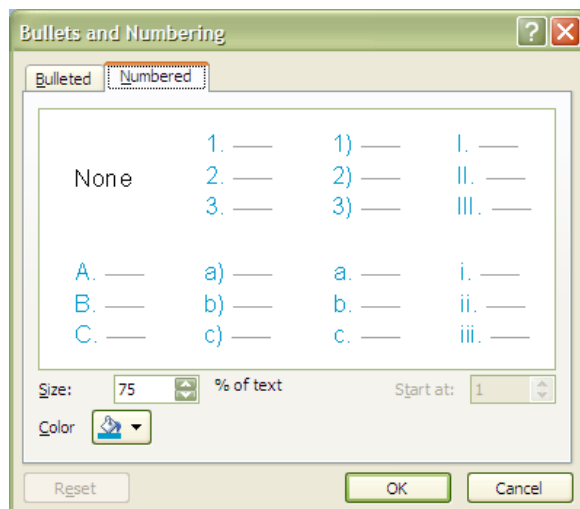 Bullets and Numbering
Bulleted Numbered
None
1.
2.
3.
1)
2)
3)
I.
II.
III.
A.
B.
C.
a)
b)
c)
a.
b.
c.
i.
ii.
iii.
Size: 75 % of text Start at: 1
Color
Reset OK Cancel